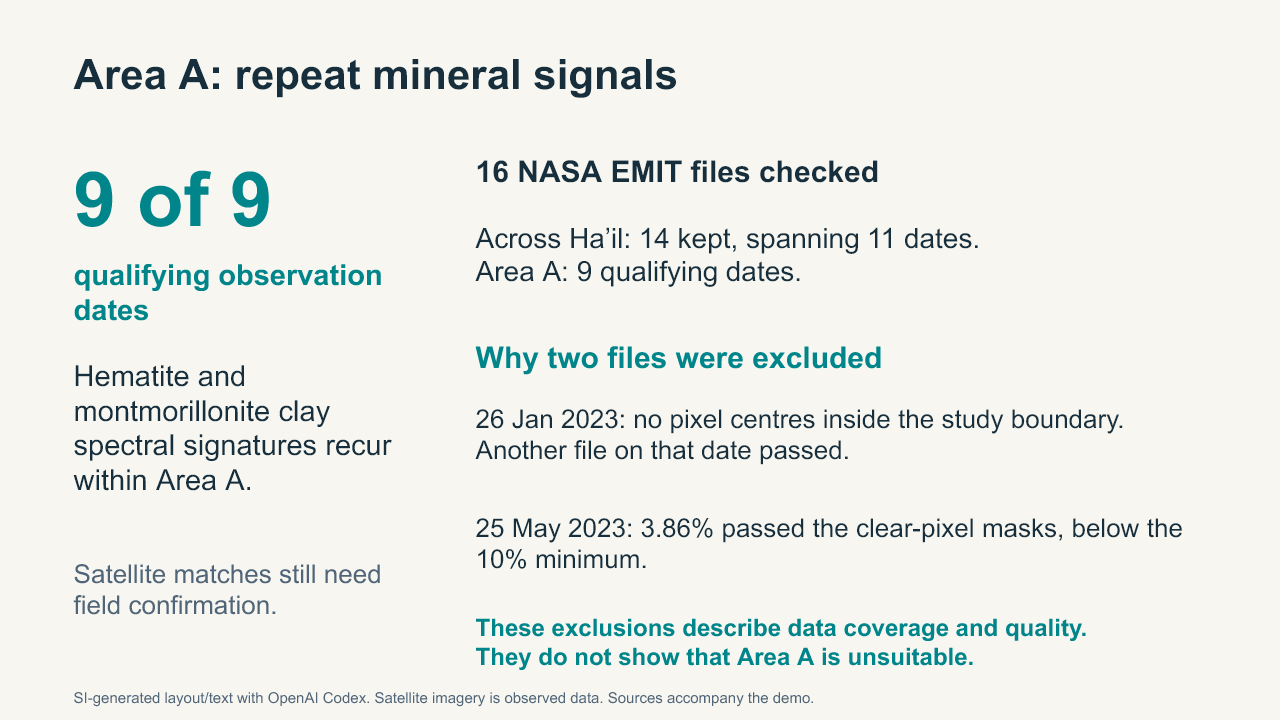 Area A: repeat mineral signals
9 of 9
qualifying observation
dates
Hematite and
montmorillonite clay
spectral signatures recur
within Area A.
Satellite matches still need
field confirmation.
16 NASA EMIT files checked
Across Ha’il: 14 kept, spanning 11 dates.
Area A: 9 qualifying dates.
Why two files were excluded
26 Jan 2023: no pixel centres inside the study boundary.
Another file on that date passed.
25 May 2023: 3.86% passed the clear-pixel masks, below the
10% minimum.
These exclusions describe data coverage and quality.
They do not show that Area A is unsuitable.
SI-generated layout/text with OpenAI Codex. Satellite imagery is observed data. Sources accompany the demo.